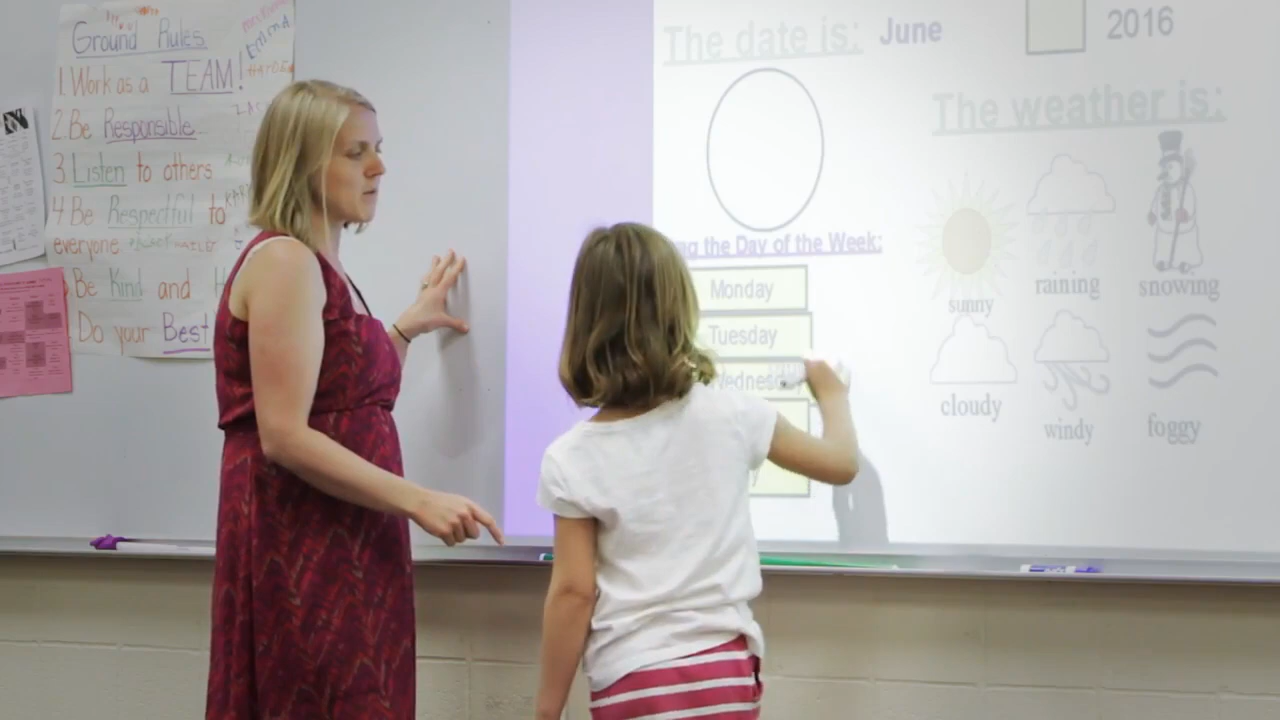 Ground Rules
1. Work as a TEAM!
2. Be Responsible
3 Listen to others
4 Be Respectful to
everyone
Be Kind and H
Do your Best
The date is: June 2016
The weather is:
the Day of the Week:
Monday
Tuesday
Wednesday
sunny
raining
snowing
cloudy
windy
foggy